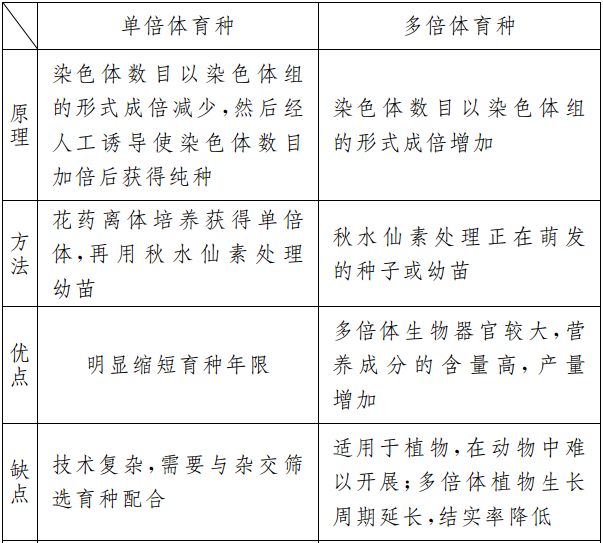 单倍体育种
多倍体育种
原理
染色体数目以染色体组
的形式成倍减少,然后经
人工诱导使染色体数目
加倍后获得纯种
染色体数目以染色体组
的形式成倍增加
方法
花药离体培养获得单倍
体,再用秋水仙素处理
幼苗
秋水仙素处理正在萌发
的种子或幼苗
优点
明显缩短育种年限
多倍体生物器官较大,营
养成分的含量高,产量
增加
缺点
技术复杂,需要与杂交筛
选育种配合
适用于植物,在动物中难
以开展;多倍体植物生长
周期延长,结实率降低